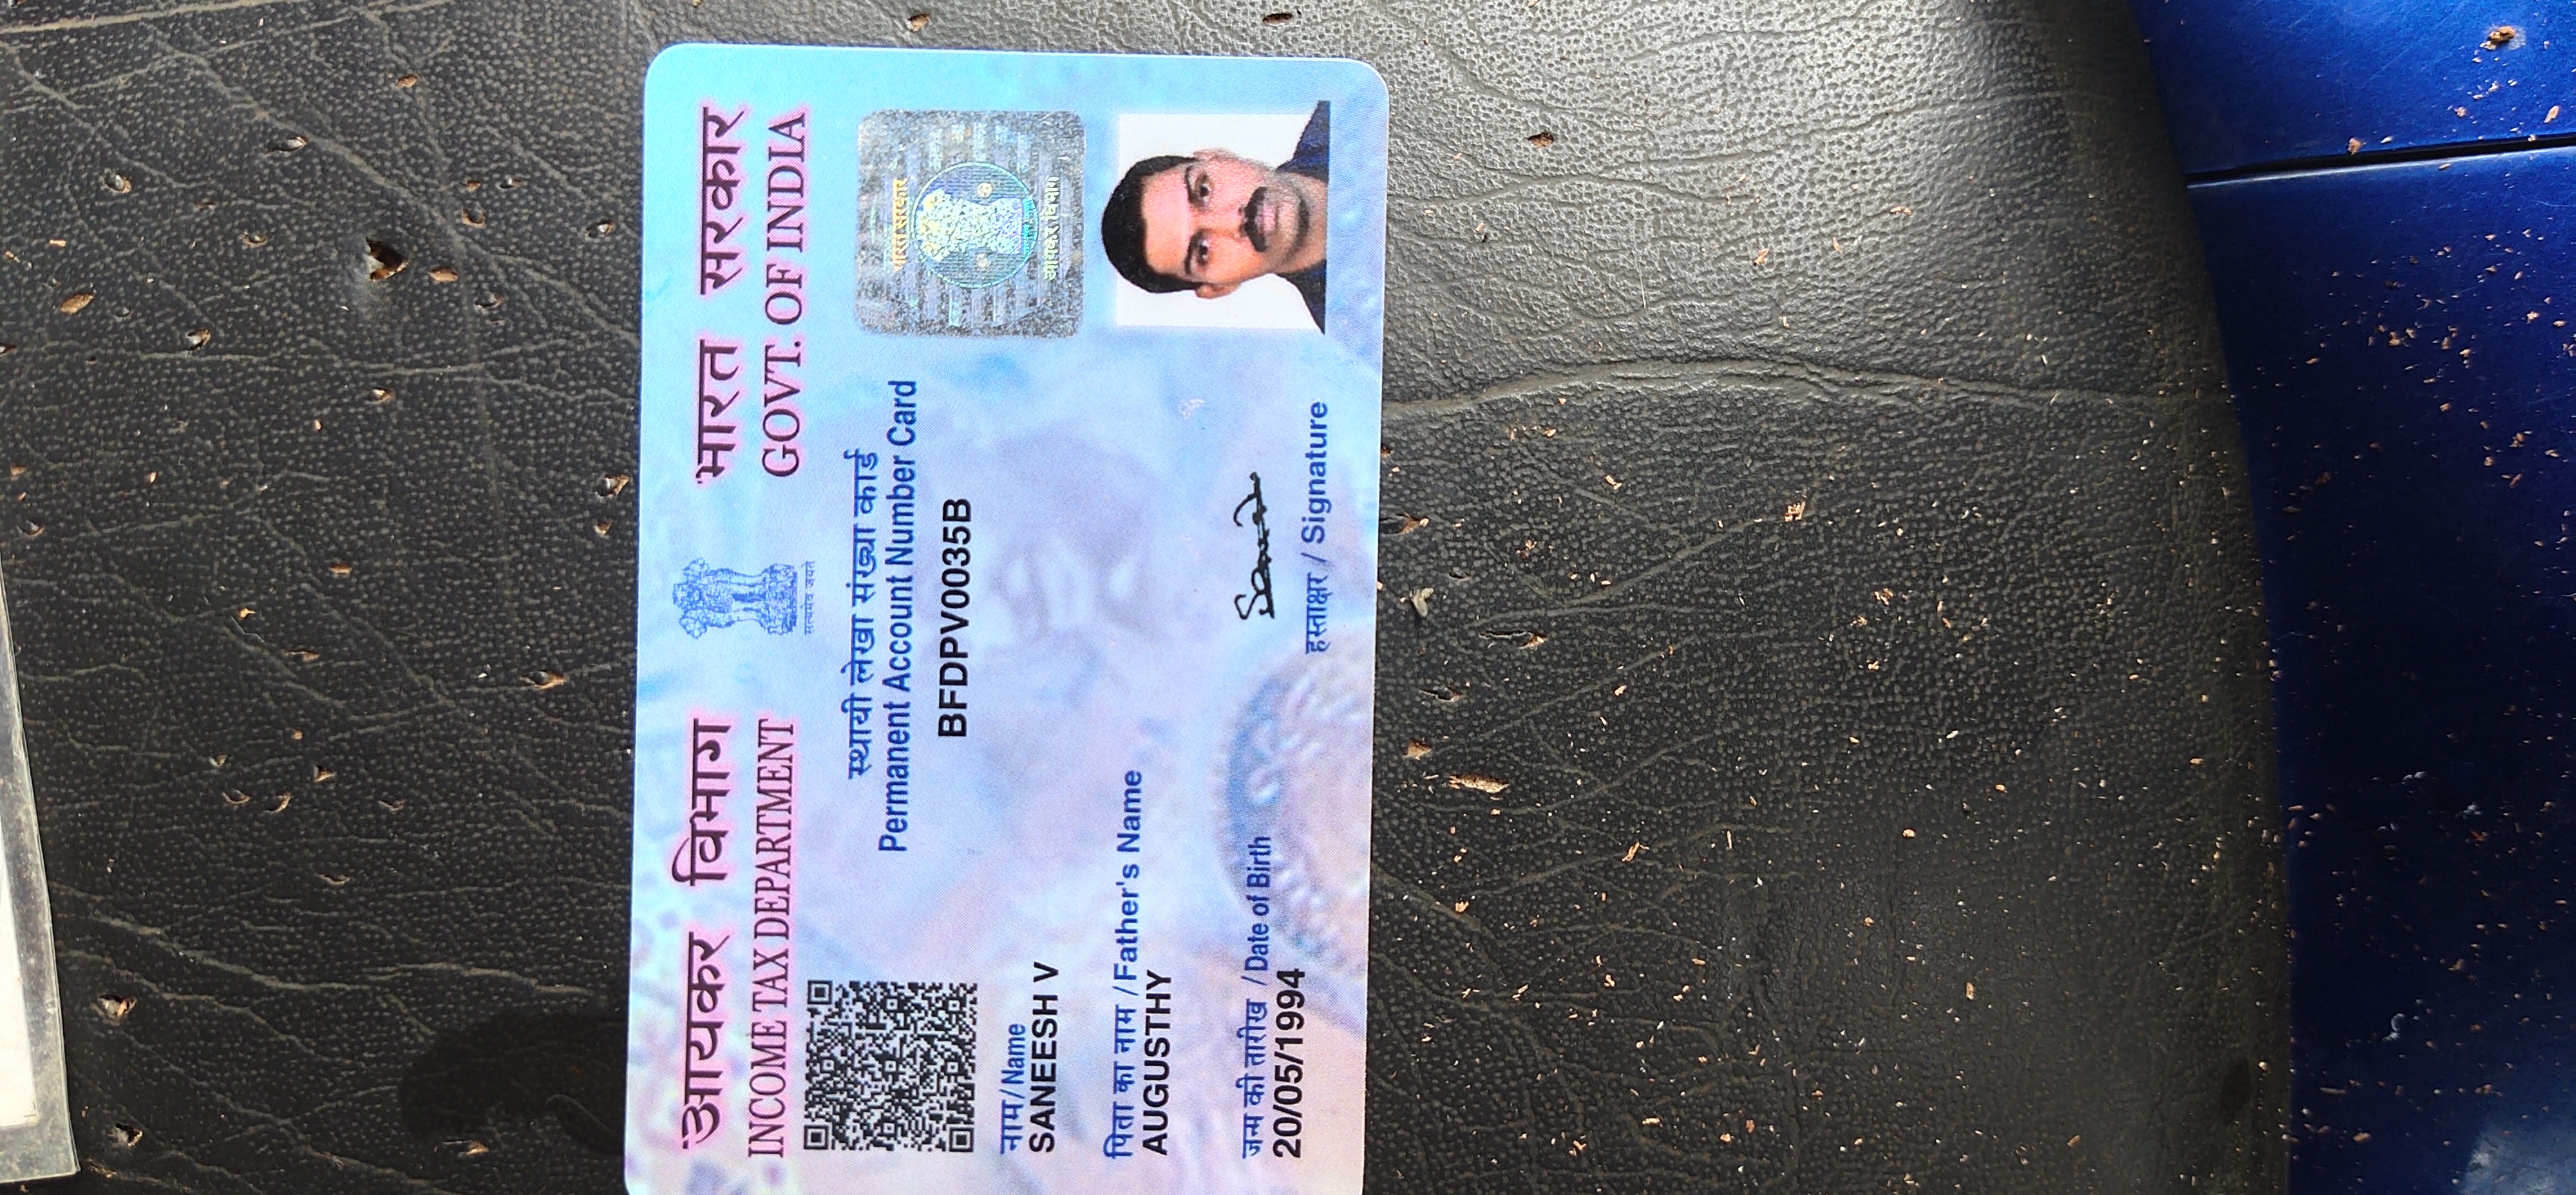 आयकर विभाग
INCOME TAX DEPARTMENT
सत्यमेव जयते
भारत सरकार
GOVT. OF INDIA
स्थायी लेखा संख्या कार्ड
Permanent Account Number Card
BFDPV0035B
भारत सरकार
आयकर विभाग
नाम/Name
SANEESH V
पिता का नाम /Father's Name
AUGUSTHY
जन्म की तारीख /Date of Birth
20/05/1994
हस्ताक्षर / Signature